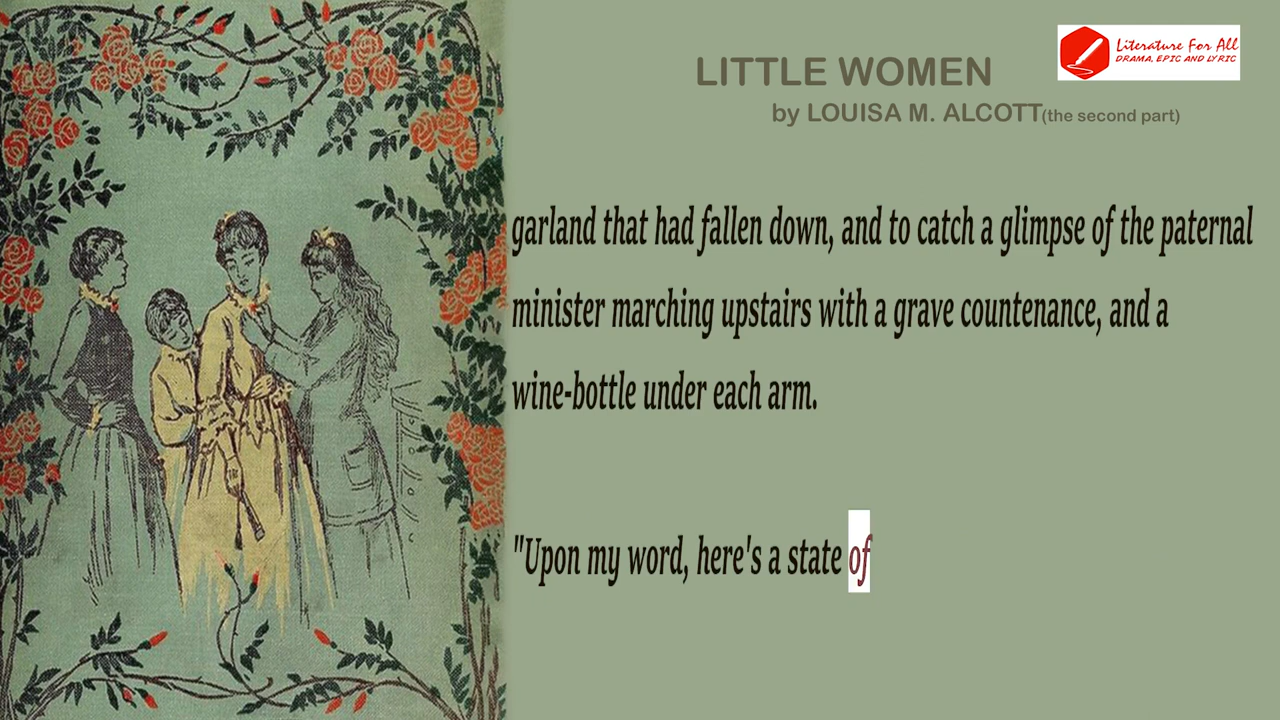 LITTLE WOMEN
by LOUISA M. ALCOTT(the second part)
Literature For All
DRAMA, EPIC AND LYRIC
garland that had fallen down, and to catch a glimpse of the paternal
minister marching upstairs with a grave countenance, and a
wine-bottle under each arm.
"Upon my word, here's a state of